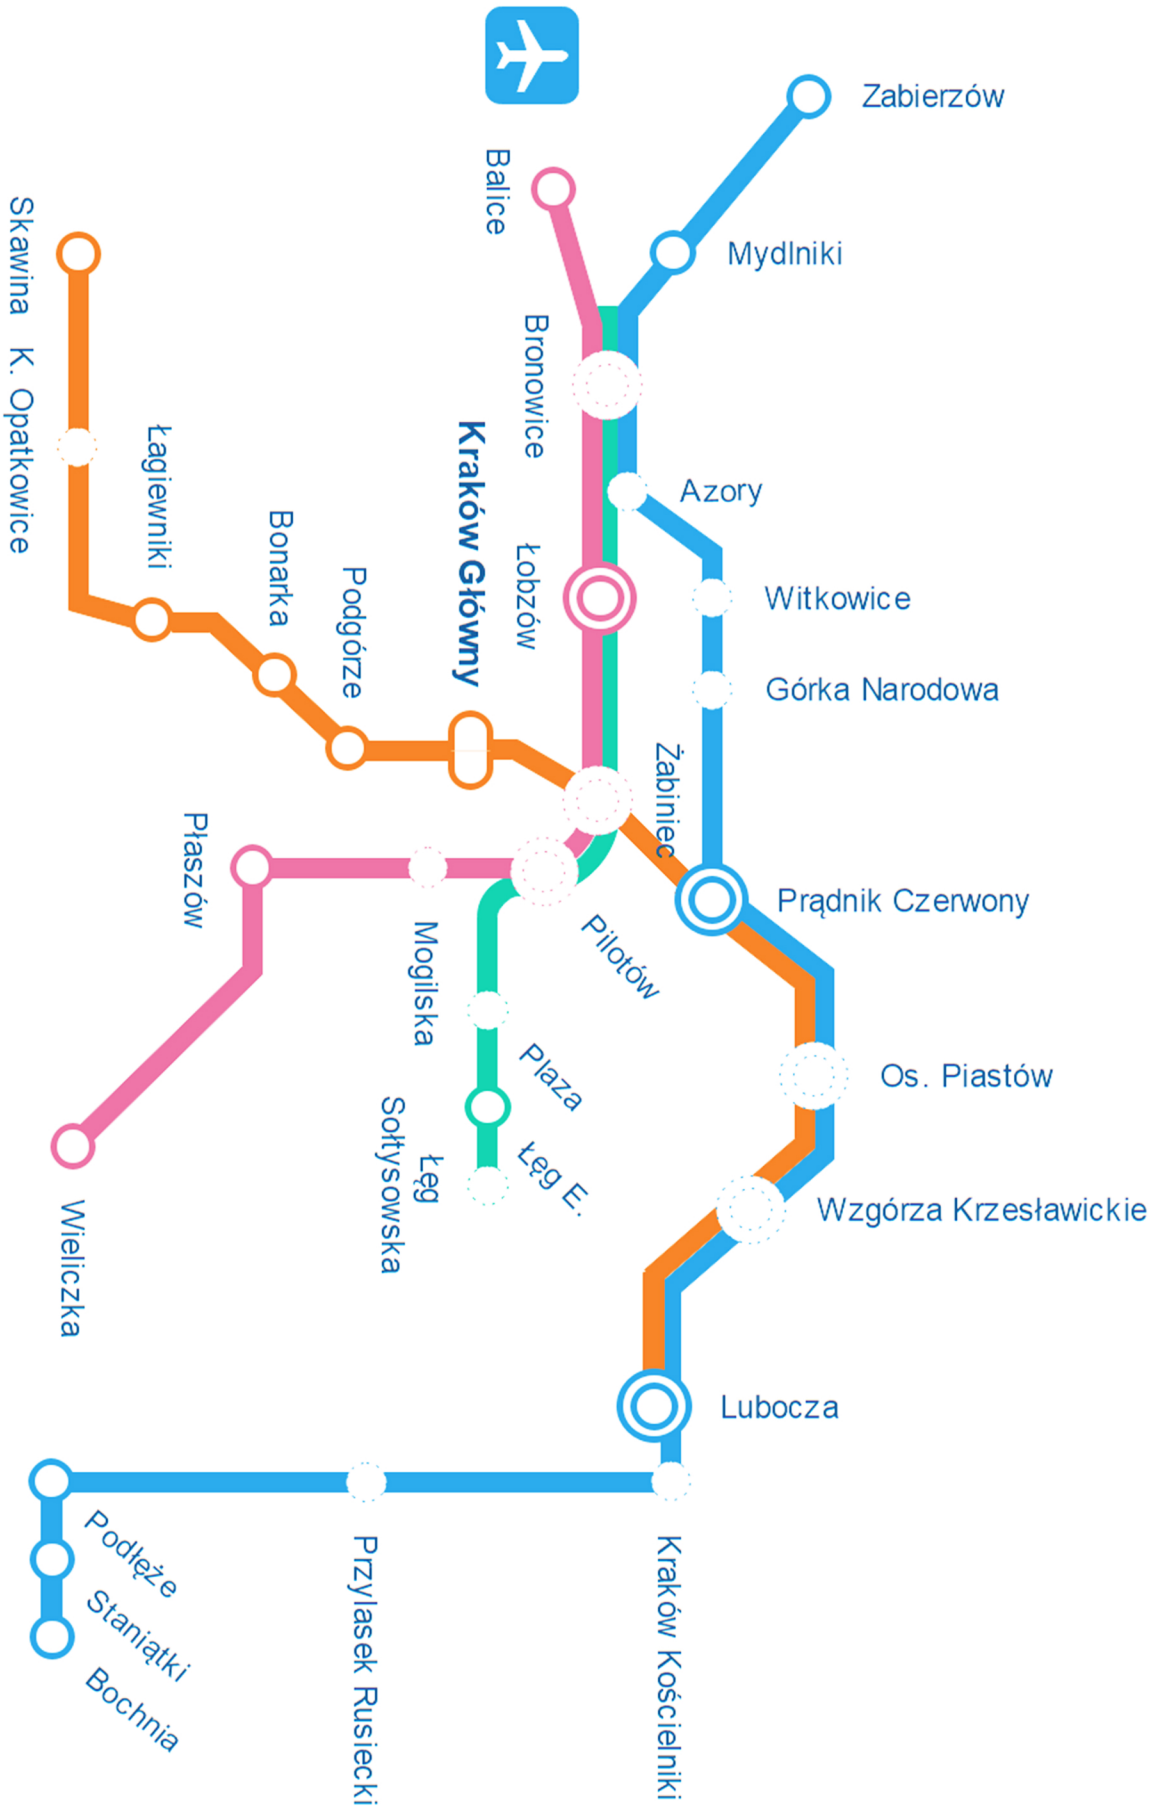 Zabierzów
Balice
Mydlniki
Skawina
K. Opatkowice
Bronowice
Łagiewniki
Kraków Główny
Azory
Bonarka
Łobzów
Podgórze
Witkowice
Górka Narodowa
Żabiniec
Płaszów
Prądnik Czerwony
Mogilska
Pilotów
Plaza
Os. Piastów
Łęg
Sołtysowska
Łęg E.
Wzgórza Krzesławickie
Wieliczka
Lubocza
Podłęże
Staniątki
Bochnia
Przylasek Rusiecki
Kraków Kościelniki